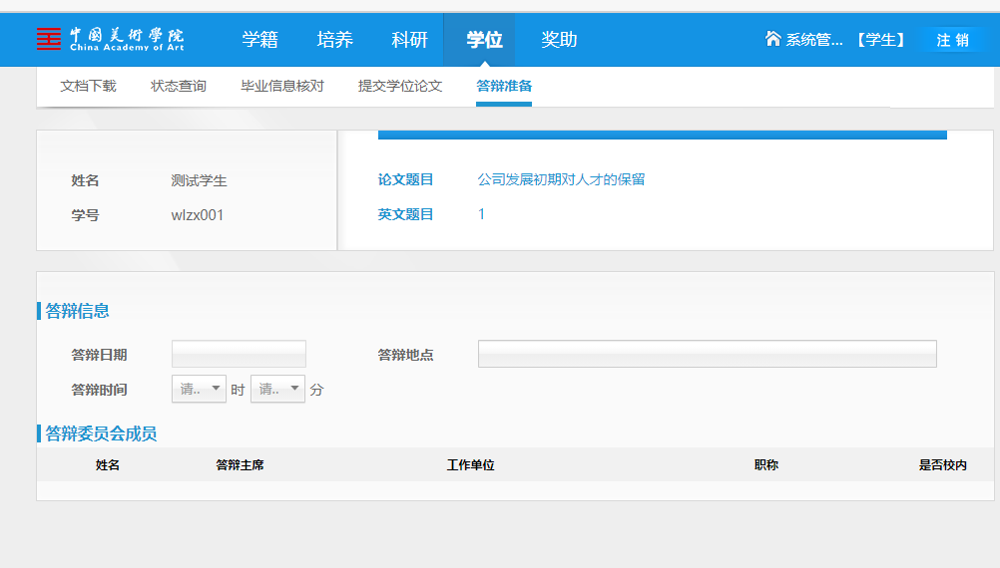 中国美術學院
China Academy of Art
学籍 培养 科研 学位 奖助 系统管... 【学生】 注 销
文档下载 状态查询 毕业信息核对 提交学位论文 答辩准备
姓名 测试学生 论文题目 公司发展初期对人才的保留
学号 wlzx001 英文题目 1
答辩信息
答辩日期 答辩地点
答辩时间 请.. 时 请.. 分
答辩委员会成员
姓名 答辩主席 工作单位 职称 是否校内